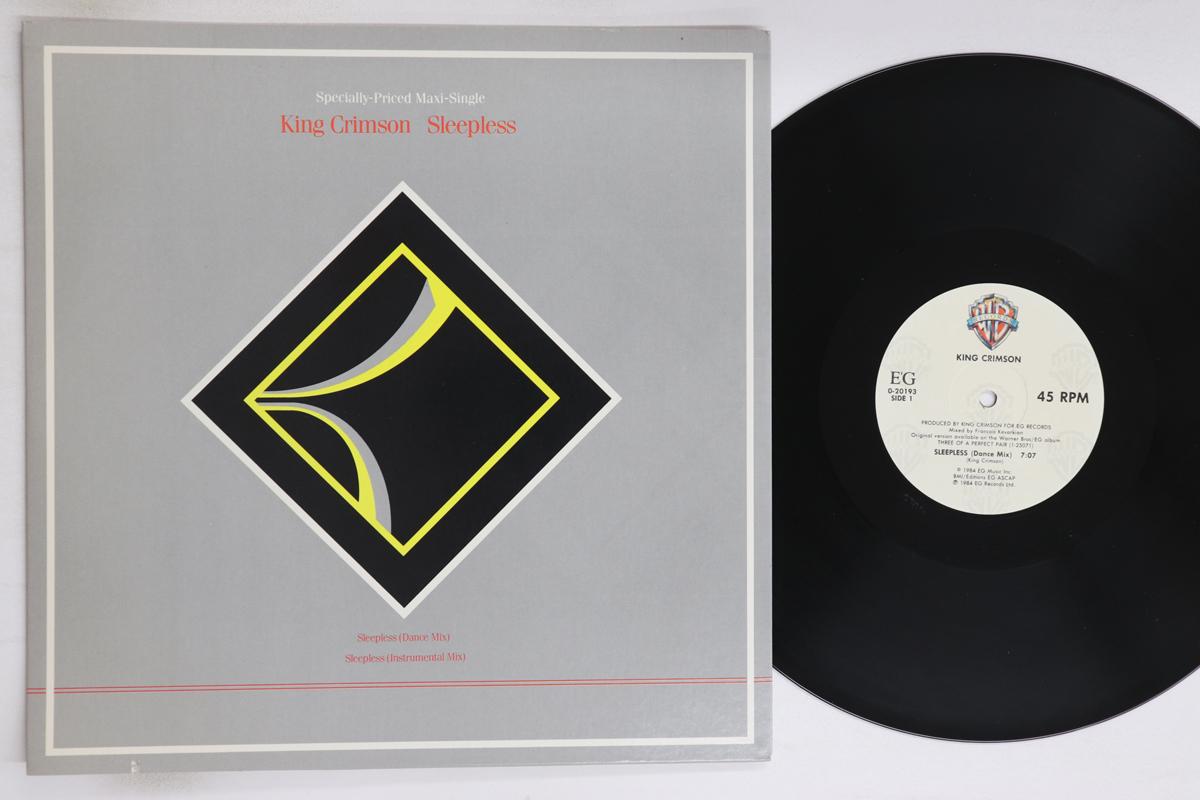 Specially-Priced Maxi-Single
King Crimson Sleepless
Sleepless (Dance Mix)
Sleepless (Instrumental Mix)
KING CRIMSON
E'G
0-20193
SIDE 1
45 RPM
PRODUCED BY KING CRIMSON FOR EG RECORDS
Mixed by Francois Kevorkian
Original version available on the Warner Bros/EG album
THREE OF A PERFECT PAIR (1-25071)
SLEEPLESS (Dance Mix) 7:07
(King Crimson)
© 1984 EG Music Inc.
BMI/Editions EG ASCAP
℗ 1984 EG Records Ltd.